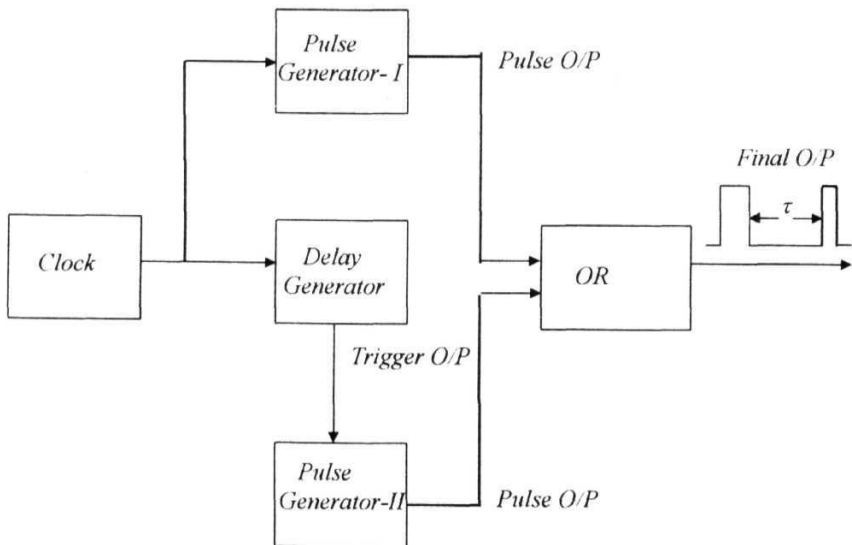 Pulse
Generator- I
Pulse O/P
Final O/P
τ
Clock
Delay
Generator
OR
Trigger O/P
Pulse
Generator-II
Pulse O/P